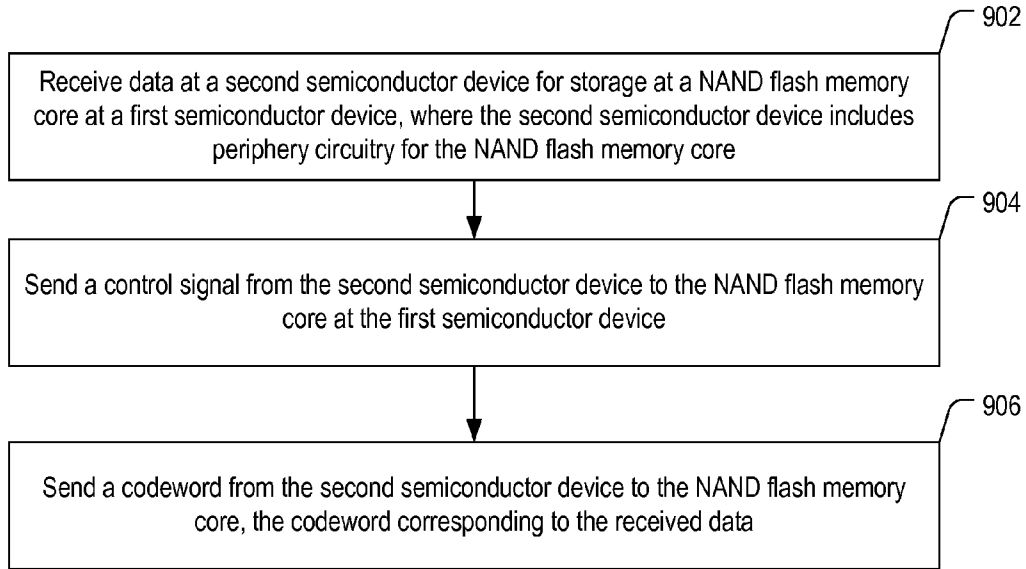 902
Receive data at a second semiconductor device for storage at a NAND flash memory
core at a first semiconductor device, where the second semiconductor device includes
periphery circuitry for the NAND flash memory core
904
Send a control signal from the second semiconductor device to the NAND flash memory
core at the first semiconductor device
906
Send a codeword from the second semiconductor device to the NAND flash memory
core, the codeword corresponding to the received data